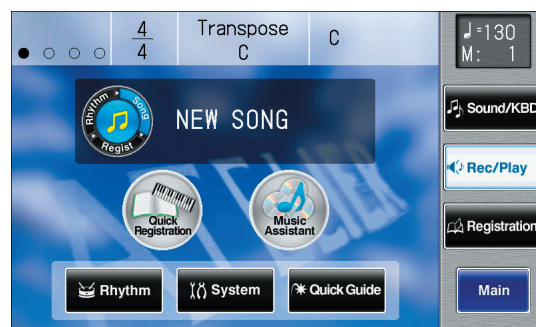 4
4
Transpose
C
C
♩=130
M: 1
Rhythm
Song
Regist
NEW SONG
Sound/KBD
Rec/Play
Quick
Registration
Music
Assistant
Registration
Rhythm
System
Quick Guide
Main
ATELIER